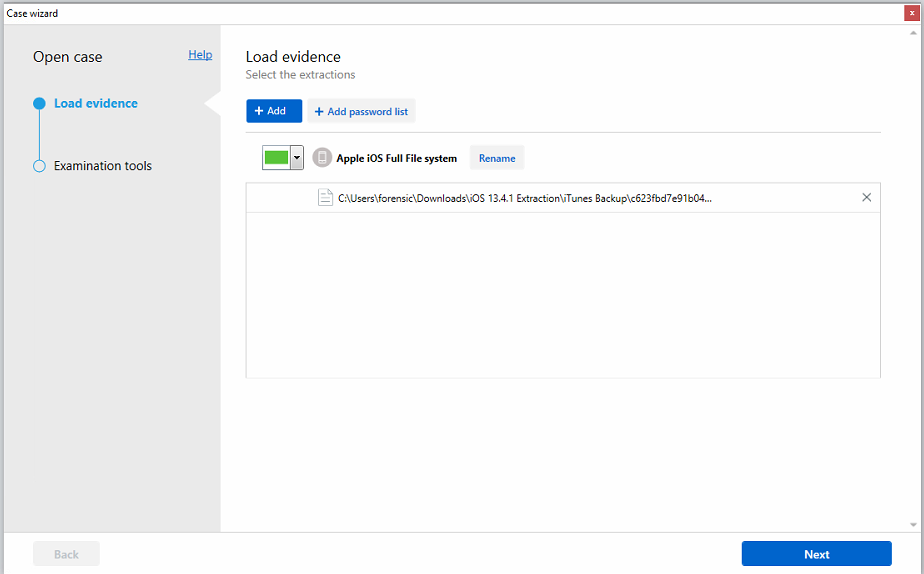 Case wizard
Open case
Help
Load evidence
Examination tools
Load evidence
Select the extractions
+ Add
+ Add password list
Apple iOS Full File system
Rename
C:\Users\forensic\Downloads\iOS 13.4.1 Extraction\iTunes Backup\c623fbd7e91b04...
Back
Next